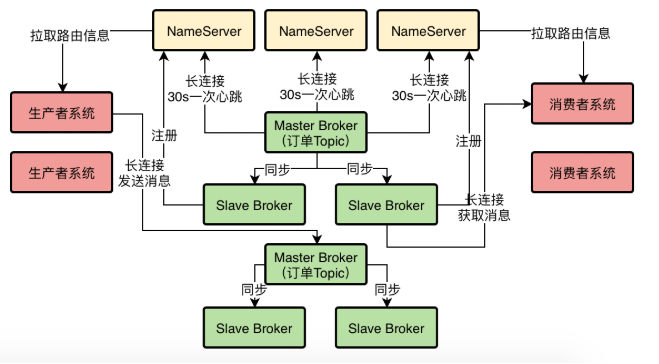 NameServer
NameServer
NameServer
拉取路由信息
拉取路由信息
长连接
30s一次心跳
长连接
30s一次心跳
长连接
30s一次心跳
生产者系统
消费者系统
Master Broker
(订单Topic)
注册
注册
生产者系统
长连接
发送消息
同步
同步
消费者系统
Slave Broker
Slave Broker
长连接
获取消息
Master Broker
(订单Topic)
同步
同步
Slave Broker
Slave Broker